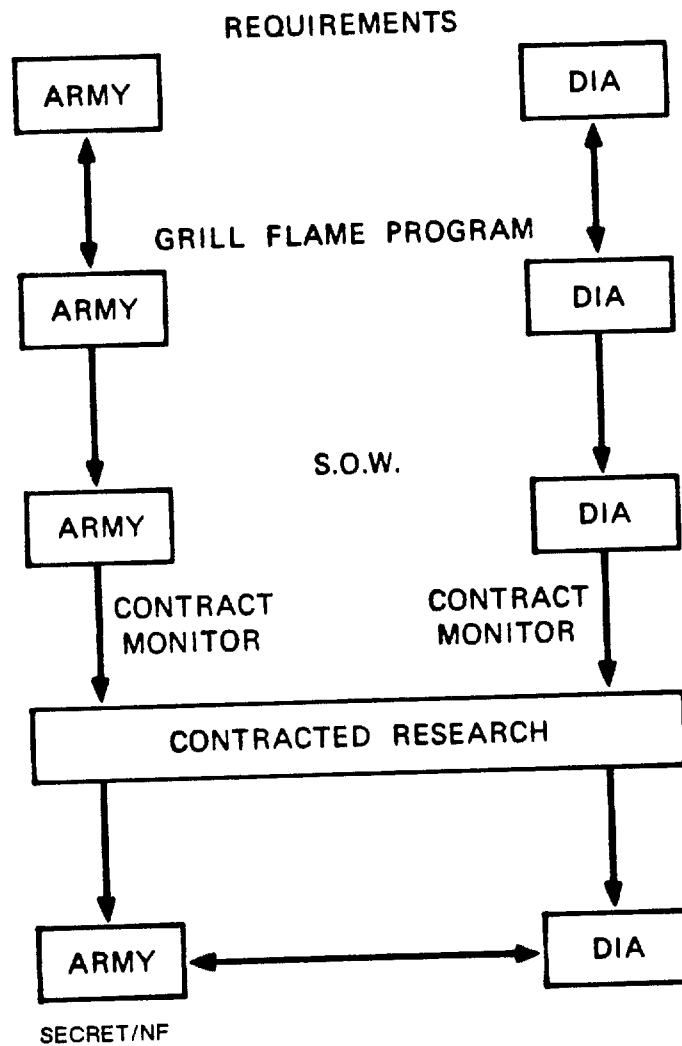 REQUIREMENTS
ARMY
DIA
GRILL FLAME PROGRAM
ARMY
DIA
S.O.W.
ARMY
DIA
CONTRACT
MONITOR
CONTRACT
MONITOR
CONTRACTED RESEARCH
ARMY
DIA
SECRET/NF